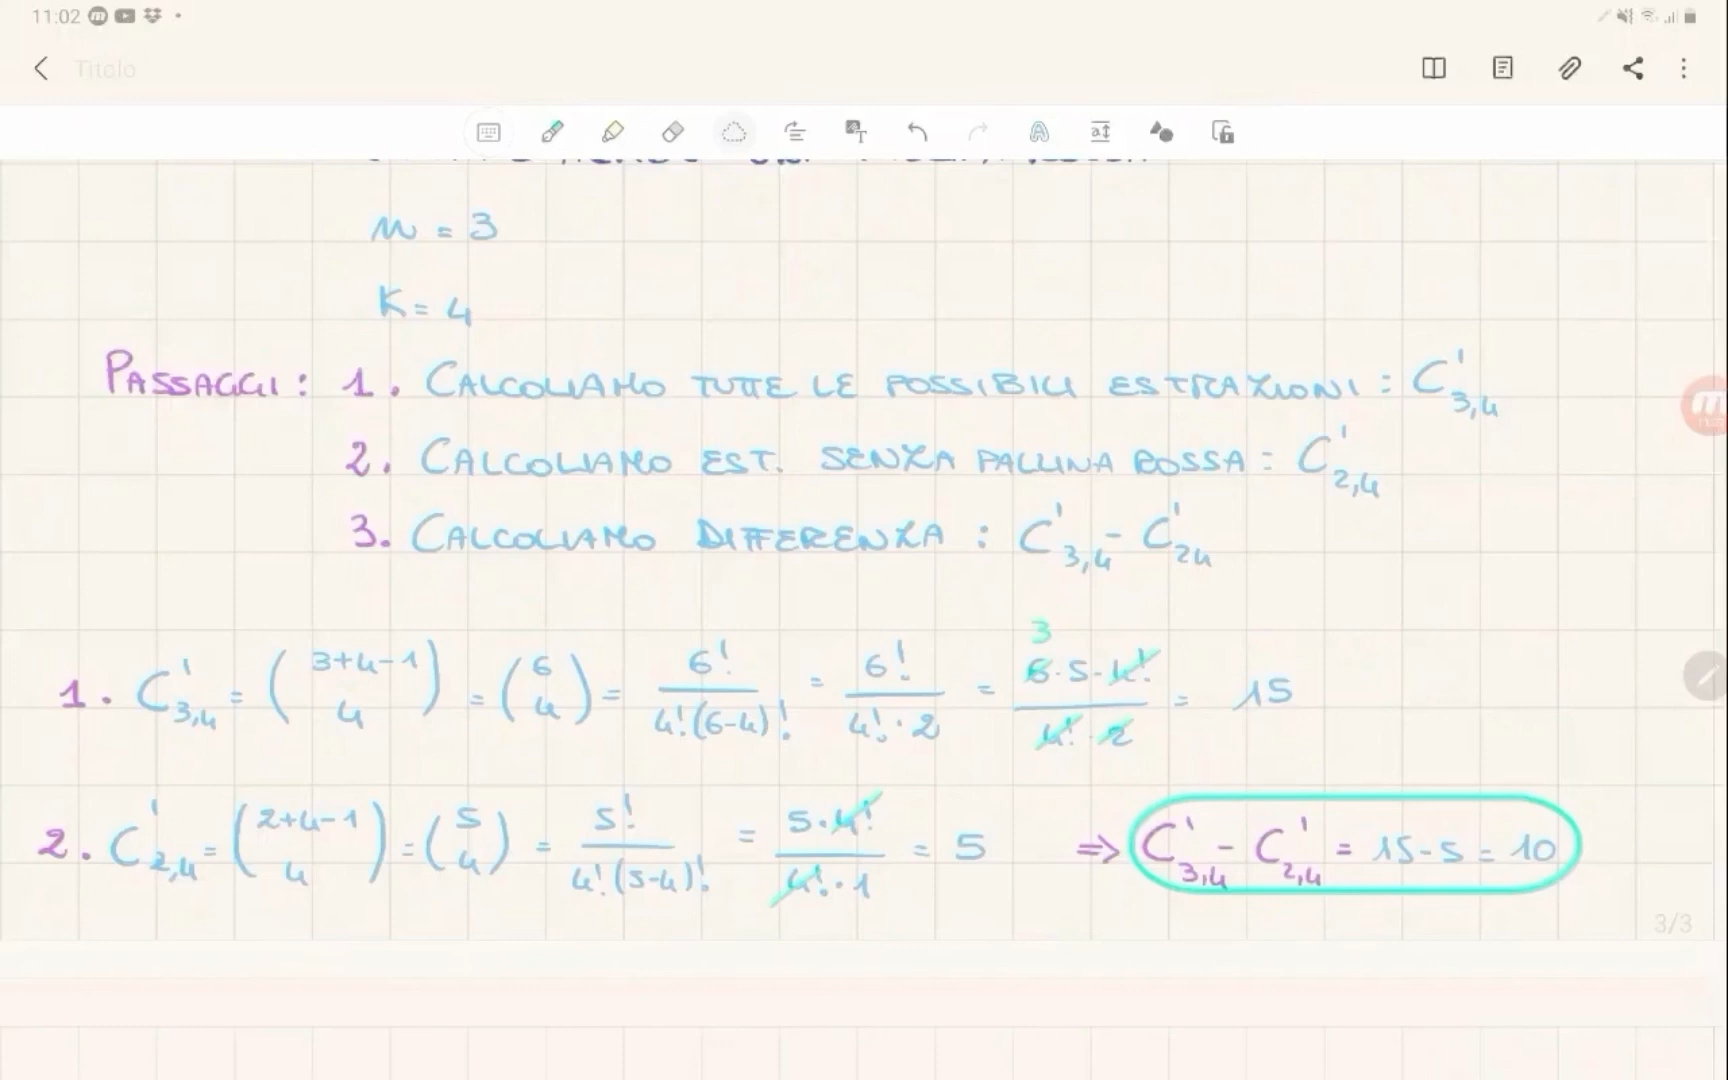 11:02
Titolo
n = 3
K = 4
PASSAGGI: 1. CALCOLIAMO TUTTE LE POSSIBILI ESTRAZIONI: C'3,4
2. CALCOLIAMO EST. SENZA PALLINA ROSSA: C'2,4
3. CALCOLIAMO DIFFERENZA: C'3,4 - C'24
1. C'3,4 = (3+4-1 4) = (6 4) = 6!/4!(6-4)! = 6!/4!·2 = 3 6·5·4!/4!·2 = 15
2. C'2,4 = (2+4-1 4) = (5 4) = 5!/4!(5-4)! = 5·4!/4!·1 = 5 ⇒ C'3,4 - C'2,4 = 15-5 = 10
3/3